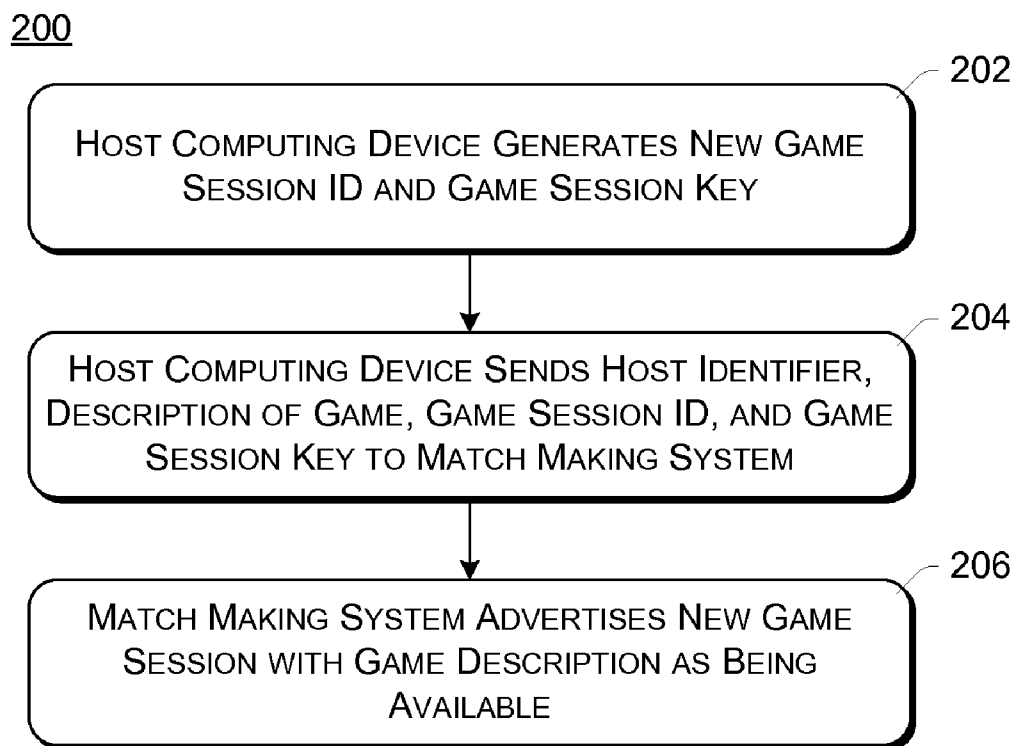 200
202
HOST COMPUTING DEVICE GENERATES NEW GAME
SESSION ID AND GAME SESSION KEY
204
HOST COMPUTING DEVICE SENDS HOST IDENTIFIER,
DESCRIPTION OF GAME, GAME SESSION ID, AND GAME
SESSION KEY TO MATCH MAKING SYSTEM
206
MATCH MAKING SYSTEM ADVERTISES NEW GAME
SESSION WITH GAME DESCRIPTION AS BEING
AVAILABLE